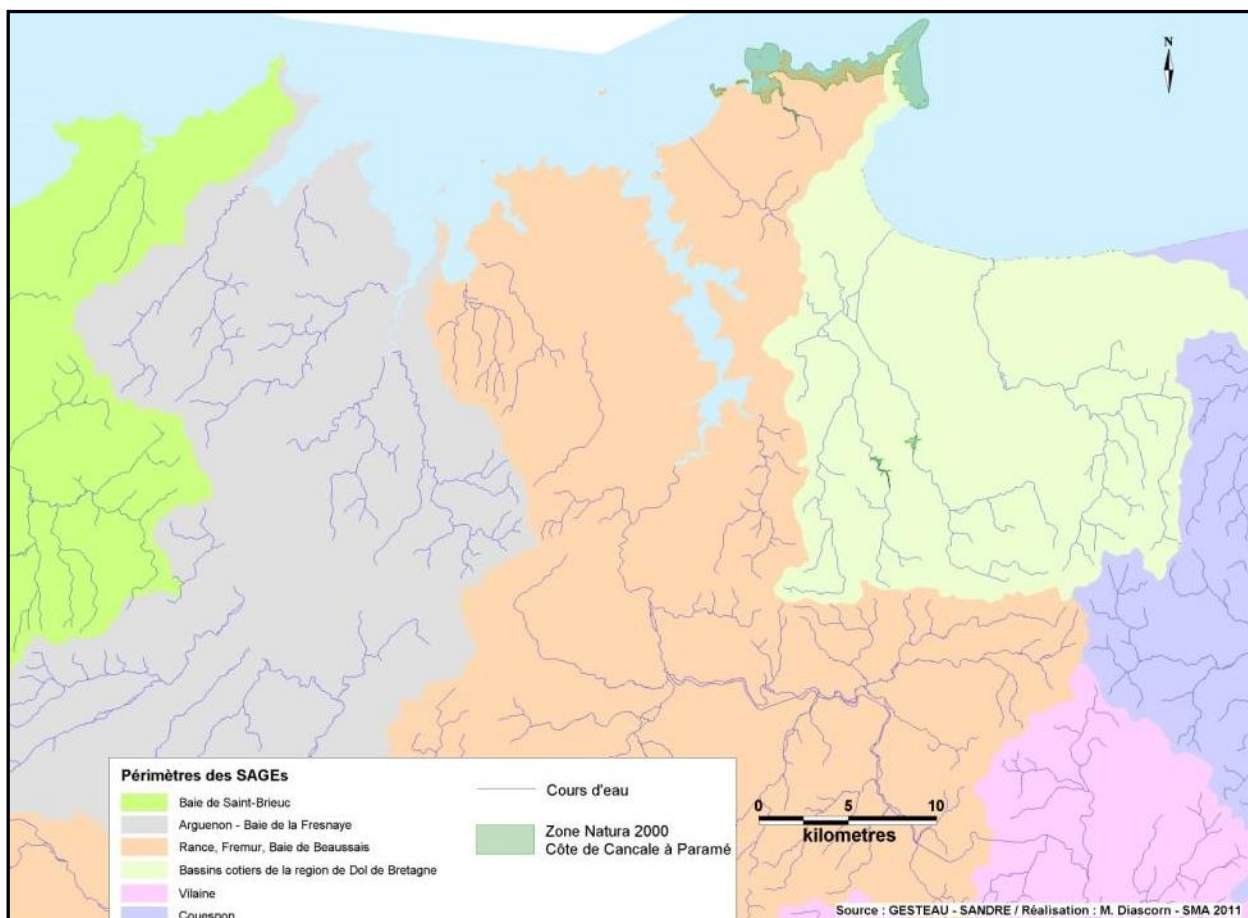 N
Périmètres des SAGEs
Baie de Saint-Brieuc
Arguenon - Baie de la Fresnaye
Rance, Fremur, Baie de Beaussais
Bassins cotiers de la region de Dol de Bretagne
Vilaine
Couesnon
Cours d'eau
Zone Natura 2000
Côte de Cancale à Paramé
0 5 10
kilometres
Source : GESTEAU - SANDRE / Réalisation : M. Diascorn - SMA 2011